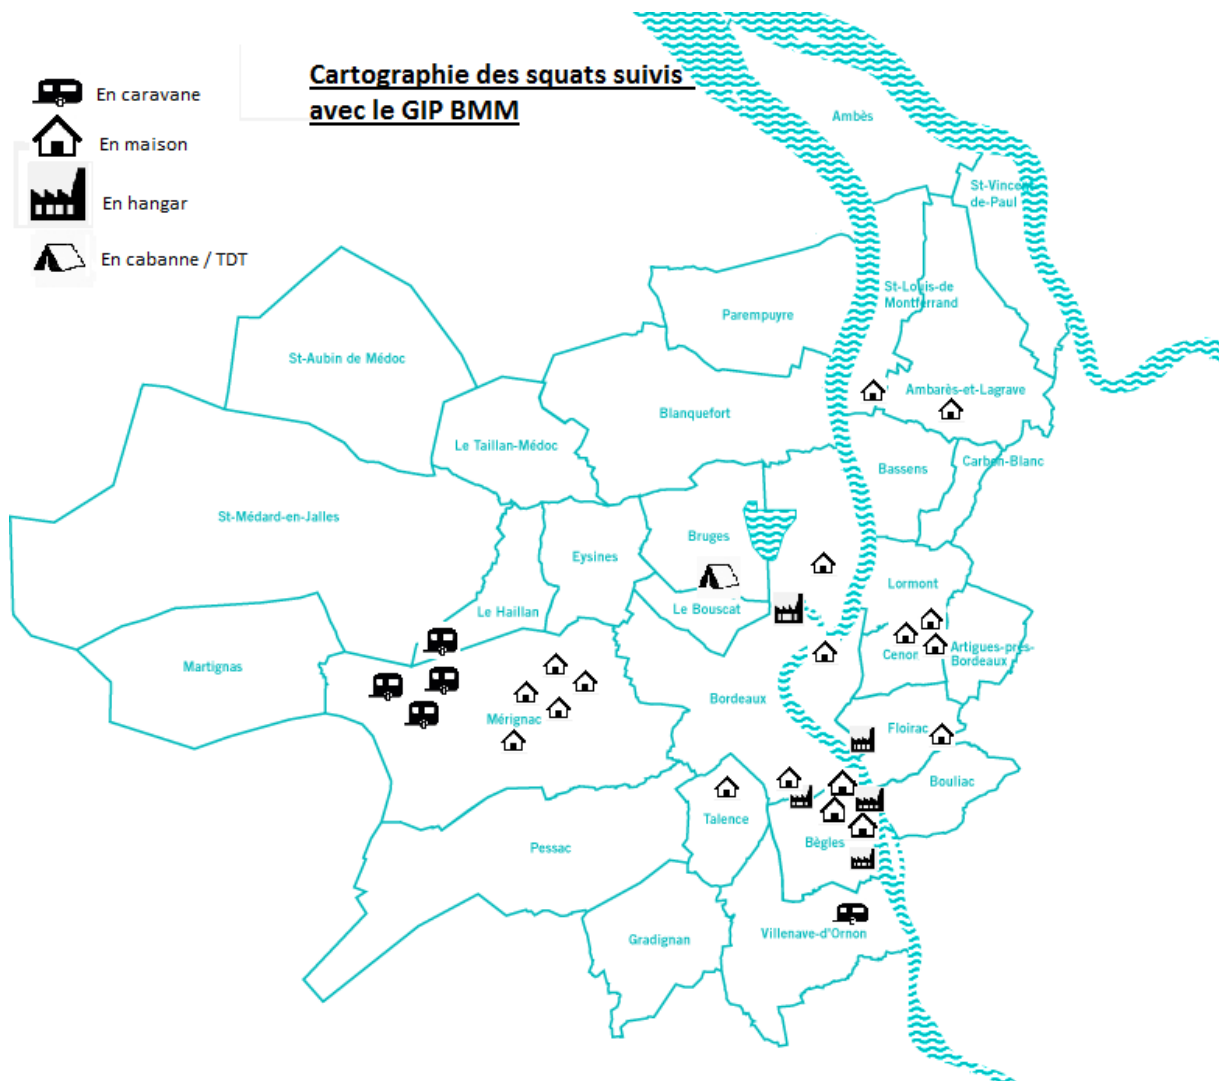 Cartographie des squats suivis
avec le GIP BMM
En caravane
En maison
En hangar
En cabanne / TDT
Ambès
St-Vincent
de-Paul
St-Louis-de
Montferrand
Parempuyre
St-Aubin de Médoc
Ambarès-et-Lagrave
Blanquefort
Le Taillan-Médoc
Carbon-Blanc
Bassens
St-Médard-en-Jalles
Bruges
Eysines
Lormont
Le Haillan
Le Bouscat
Cenon
Artigues-près-
Bordeaux
Martignas
Bordeaux
Mérignac
Floirac
Bouliac
Talence
Bègles
Pessac
Villenave-d'Ornon
Gradignan